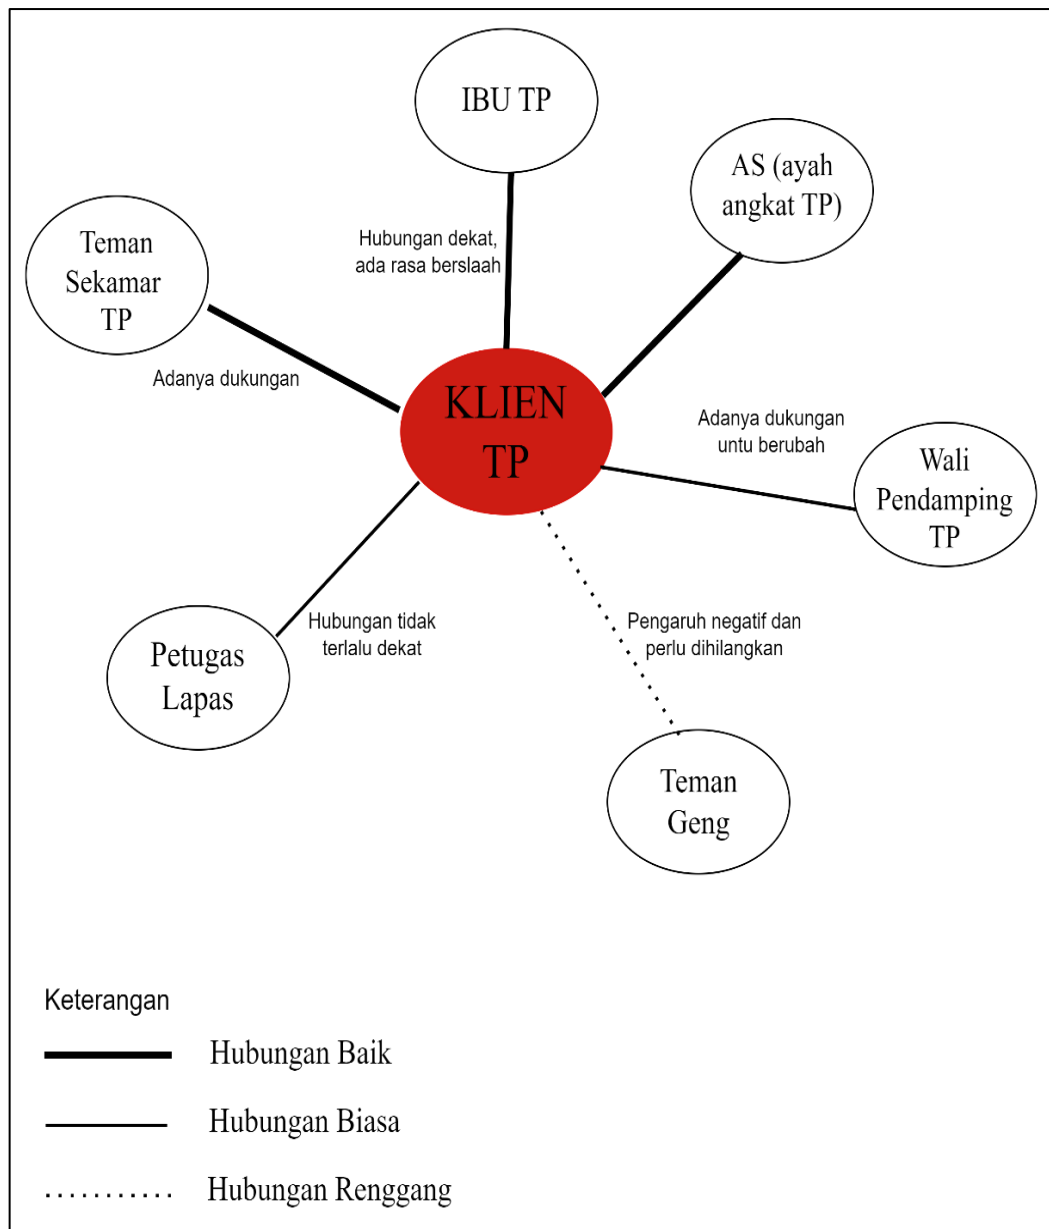 IBU TP
AS (ayah
angkat TP)
Teman
Sekamar
TP
Hubungan dekat,
ada rasa berslaah
Adanya dukungan
KLIEN
TP
Adanya dukungan
untu berubah
Wali
Pendamping
TP
Hubungan tidak
terlalu dekat
Pengaruh negatif dan
perlu dihilangkan
Petugas
Lapas
Teman
Geng
Keterangan
Hubungan Baik
Hubungan Biasa
Hubungan Renggang